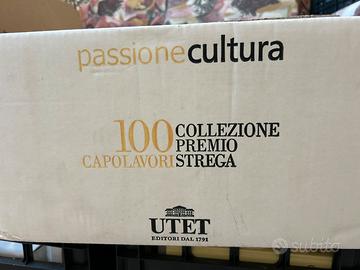 passionecultura
100 COLLEZIONE
PREMIO
CAPOLAVORI STREGA
UTET
EDITORI DAL 1791
subito